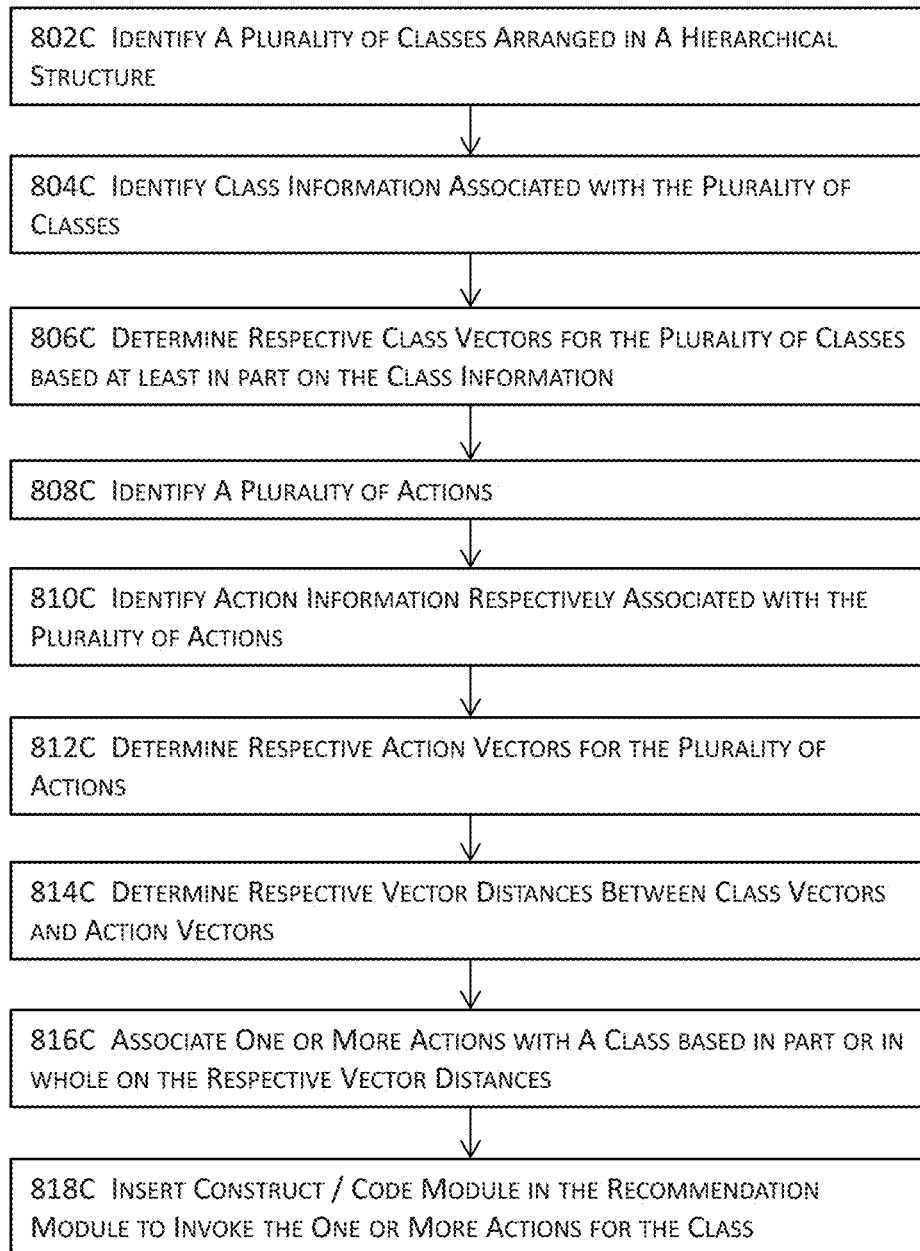 802C IDENTIFY A PLURALITY OF CLASSES ARRANGED IN A HIERARCHICAL
STRUCTURE
804C IDENTIFY CLASS INFORMATION ASSOCIATED WITH THE PLURALITY OF
CLASSES
806C DETERMINE RESPECTIVE CLASS VECTORS FOR THE PLURALITY OF CLASSES
BASED AT LEAST IN PART ON THE CLASS INFORMATION
808C IDENTIFY A PLURALITY OF ACTIONS
810C IDENTIFY ACTION INFORMATION RESPECTIVELY ASSOCIATED WITH THE
PLURALITY OF ACTIONS
812C DETERMINE RESPECTIVE ACTION VECTORS FOR THE PLURALITY OF
ACTIONS
814C DETERMINE RESPECTIVE VECTOR DISTANCES BETWEEN CLASS VECTORS
AND ACTION VECTORS
816C ASSOCIATE ONE OR MORE ACTIONS WITH A CLASS BASED IN PART OR IN
WHOLE ON THE RESPECTIVE VECTOR DISTANCES
818C INSERT CONSTRUCT / CODE MODULE IN THE RECOMMENDATION
MODULE TO INVOKE THE ONE OR MORE ACTIONS FOR THE CLASS